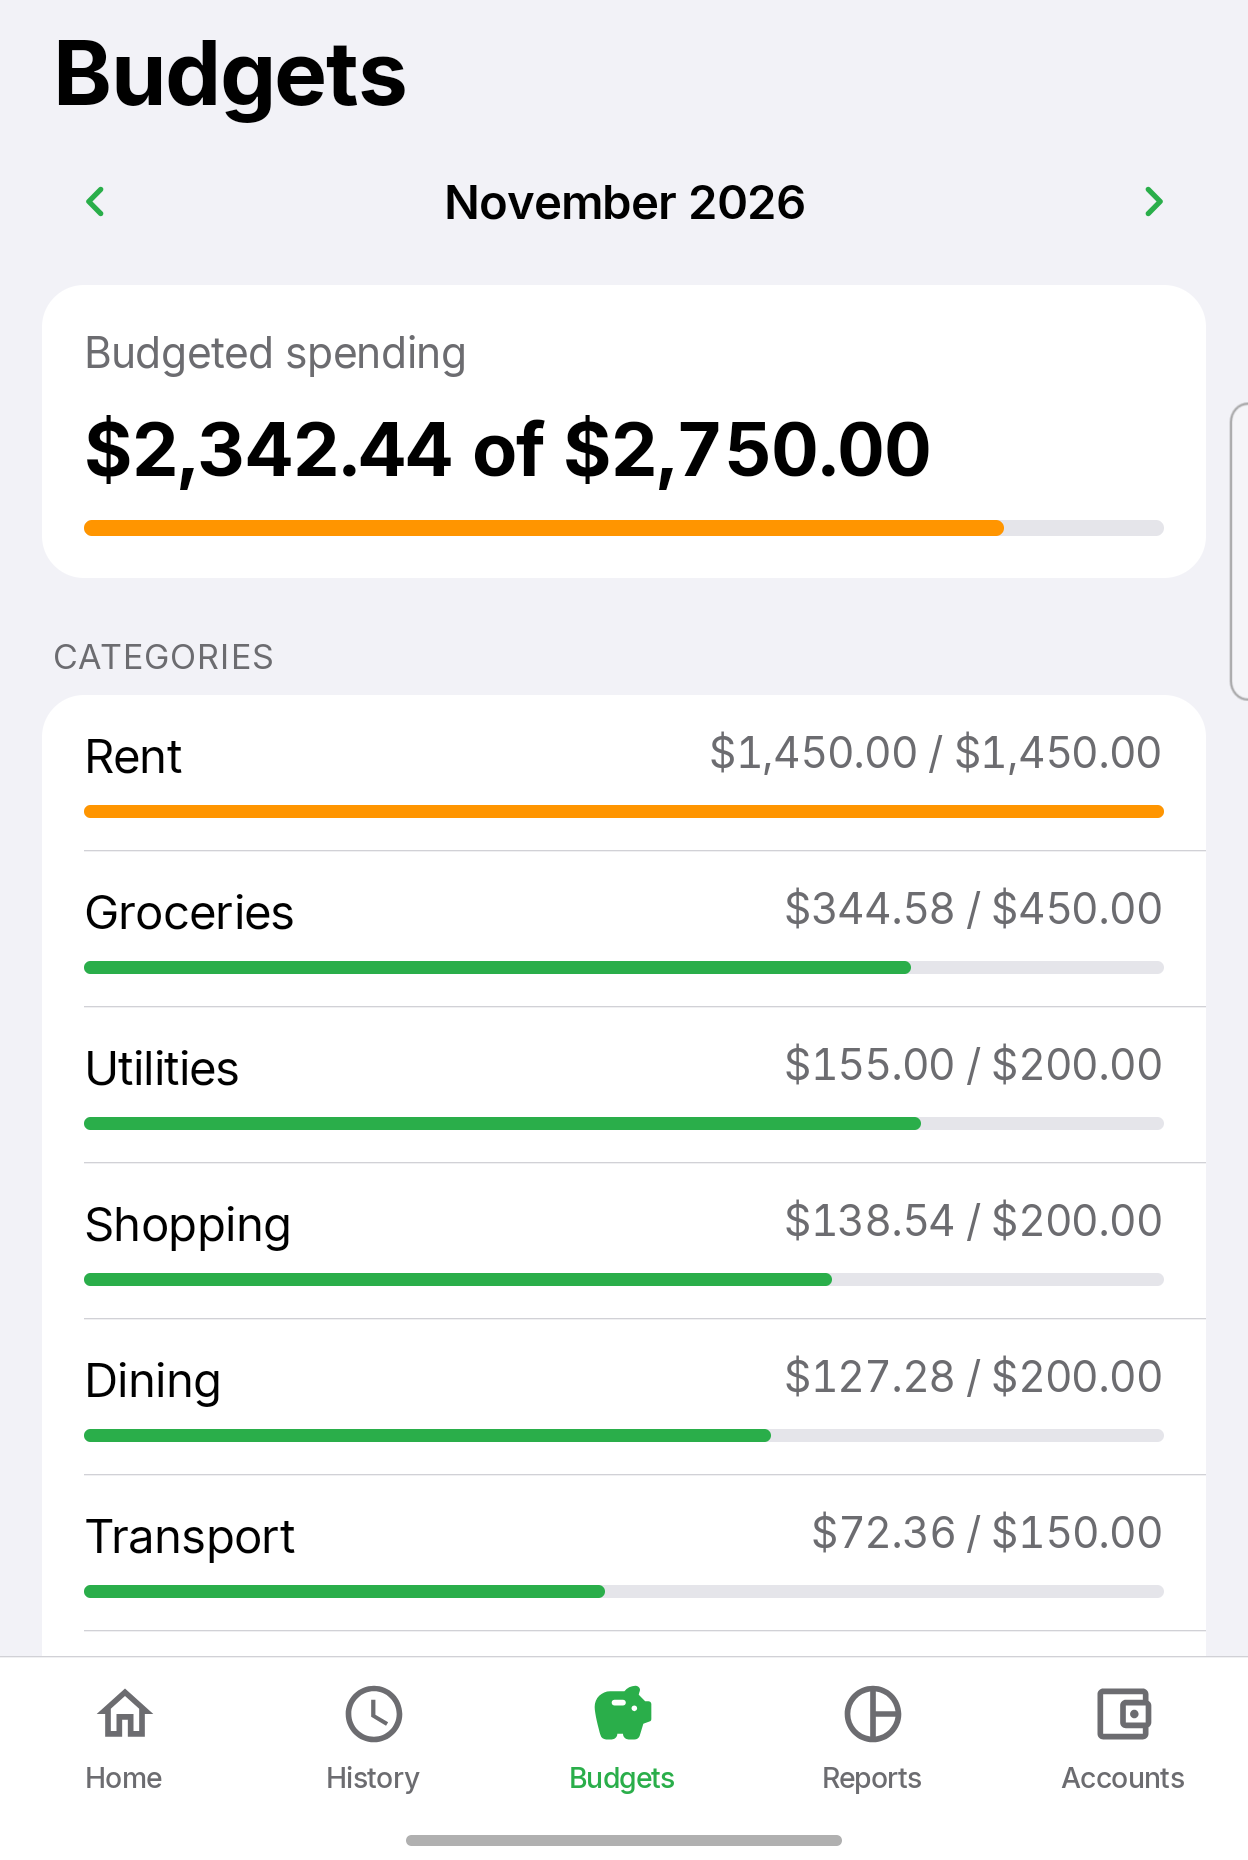 Budgets
November 2026
Budgeted spending
$2,342.44 of $2,750.00
CATEGORIES
Rent $1,450.00 / $1,450.00
Groceries $344.58 / $450.00
Utilities $155.00 / $200.00
Shopping $138.54 / $200.00
Dining $127.28 / $200.00
Transport $72.36 / $150.00
Home History Budgets Reports Accounts